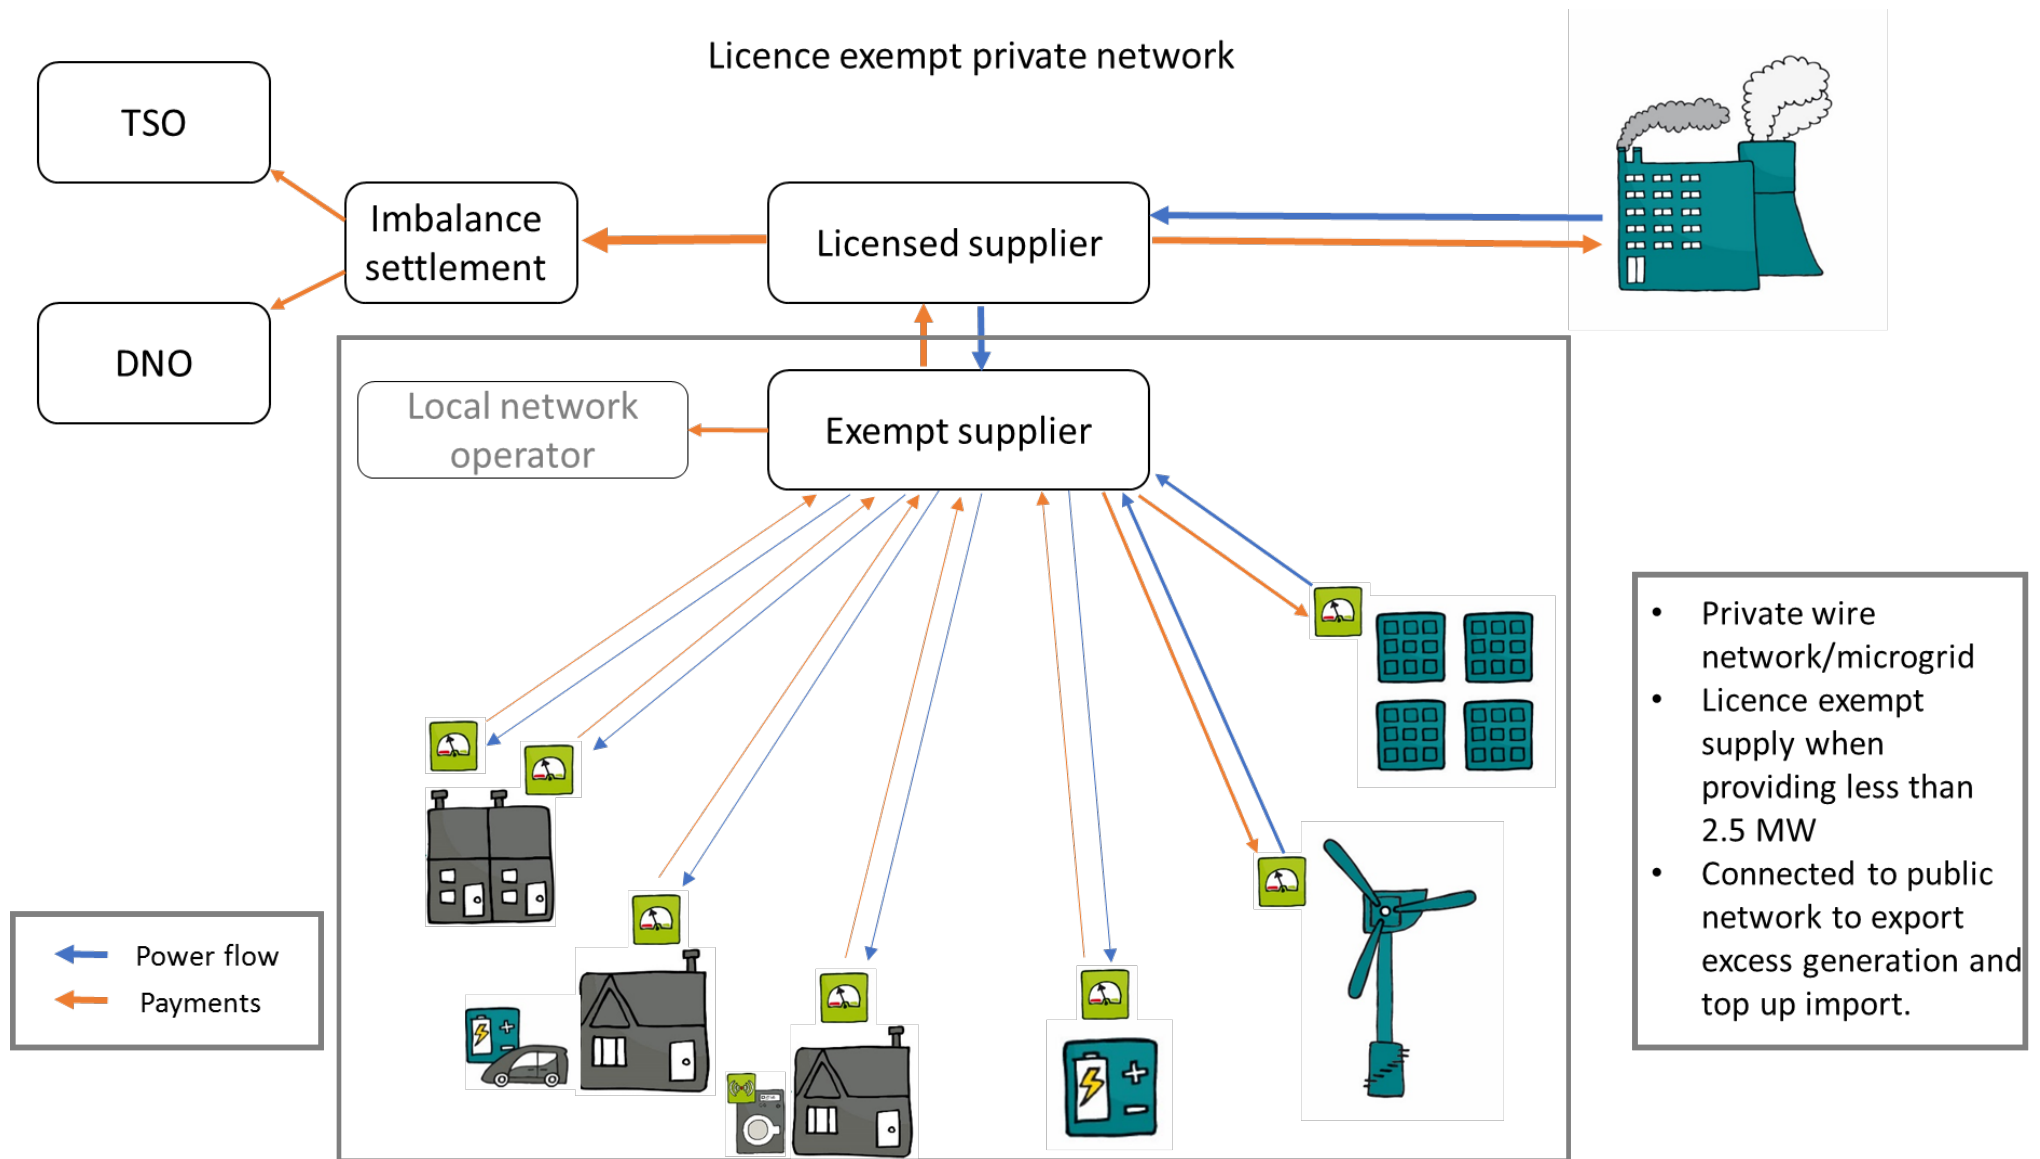 Licence exempt private network
TSO
Imbalance
settlement
Licensed supplier
DNO
Local network
operator
Exempt supplier
• Private wire
network/microgrid
• Licence exempt
supply when
providing less than
2.5 MW
• Connected to public
network to export
excess generation and
top up import.
Power flow
Payments